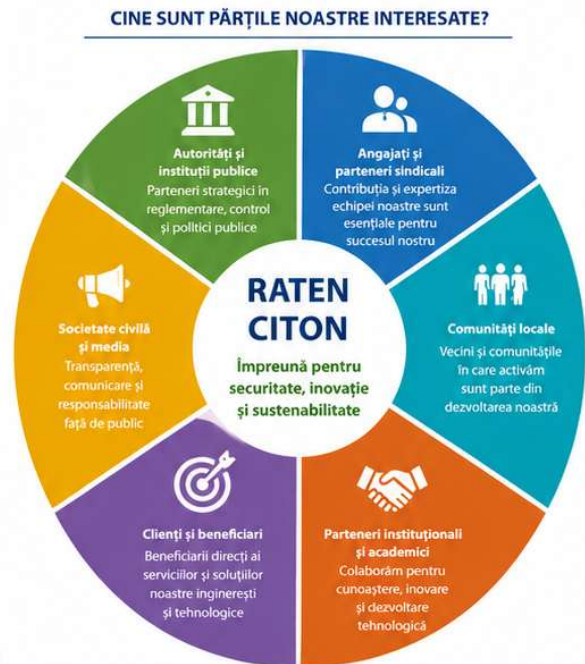 CINE SUNT PĂRȚILE NOASTRE INTERESATE?
Autorități și
instituții publice
Parteneri strategici în
reglementare, control
și politici publice
Angajați și
parteneri sindicali
Contribuția și expertiza
echipei noastre sunt
esențiale pentru
succesul nostru
Comunități locale
Vecini și comunitățile
în care activăm
sunt parte din
dezvoltarea noastră
Parteneri instituționali
și academici
Colaborăm pentru
cunoaștere, inovare
și dezvoltare
tehnologică
Clienți și beneficiari
Beneficiarii direcți ai
serviciilor și soluțiilor
noastre inginerești
și tehnologice
Societate civilă
și media
Transparență,
comunicare și
responsabilitate
față de public
RATEN
CITON
Împreună pentru
securitate, inovație
și sustenabilitate